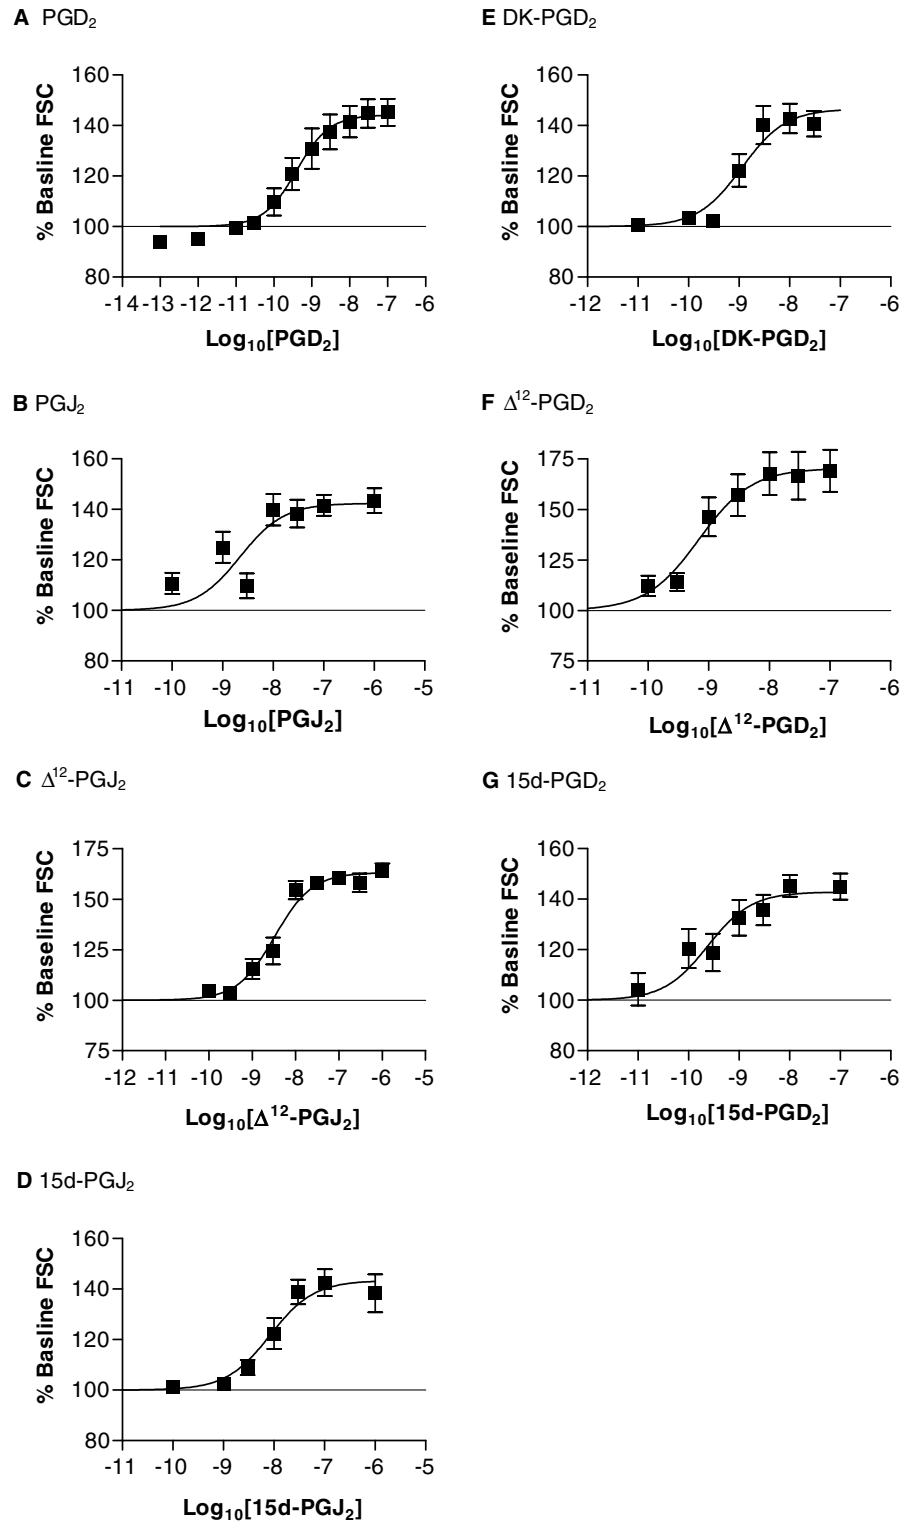 A PGD₂
% Basline FSC
160
140
120
100
80
-14 -13 -12 -11 -10 -9 -8 -7 -6
Log₁₀[PGD₂]
B PGJ₂
% Basline FSC
160
140
120
100
80
-11 -10 -9 -8 -7 -6 -5
Log₁₀[PGJ₂]
C Δ¹²-PGJ₂
% Baseline FSC
175
150
125
100
75
-12 -11 -10 -9 -8 -7 -6 -5
Log₁₀[Δ¹²-PGJ₂]
D 15d-PGJ₂
% Basline FSC
160
140
120
100
80
-11 -10 -9 -8 -7 -6 -5
Log₁₀[15d-PGJ₂]
E DK-PGD₂
% Basline FSC
160
140
120
100
80
-12 -11 -10 -9 -8 -7 -6
Log₁₀[DK-PGD₂]
F Δ¹²-PGD₂
% Baseline FSC
175
150
125
100
75
-11 -10 -9 -8 -7 -6
Log₁₀[Δ¹²-PGD₂]
G 15d-PGD₂
% Basline FSC
160
140
120
100
80
-12 -11 -10 -9 -8 -7 -6
Log₁₀[15d-PGD₂]